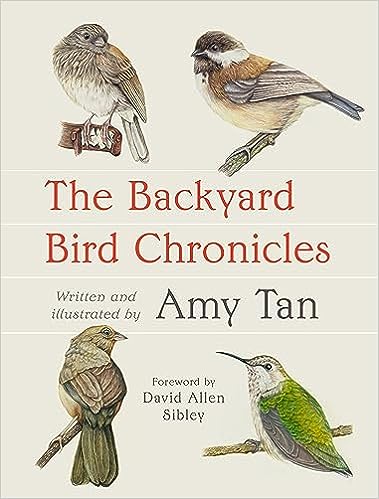 The Backyard
Bird Chronicles
Written and
illustrated by Amy Tan
Foreword by
David Allen
Sibley